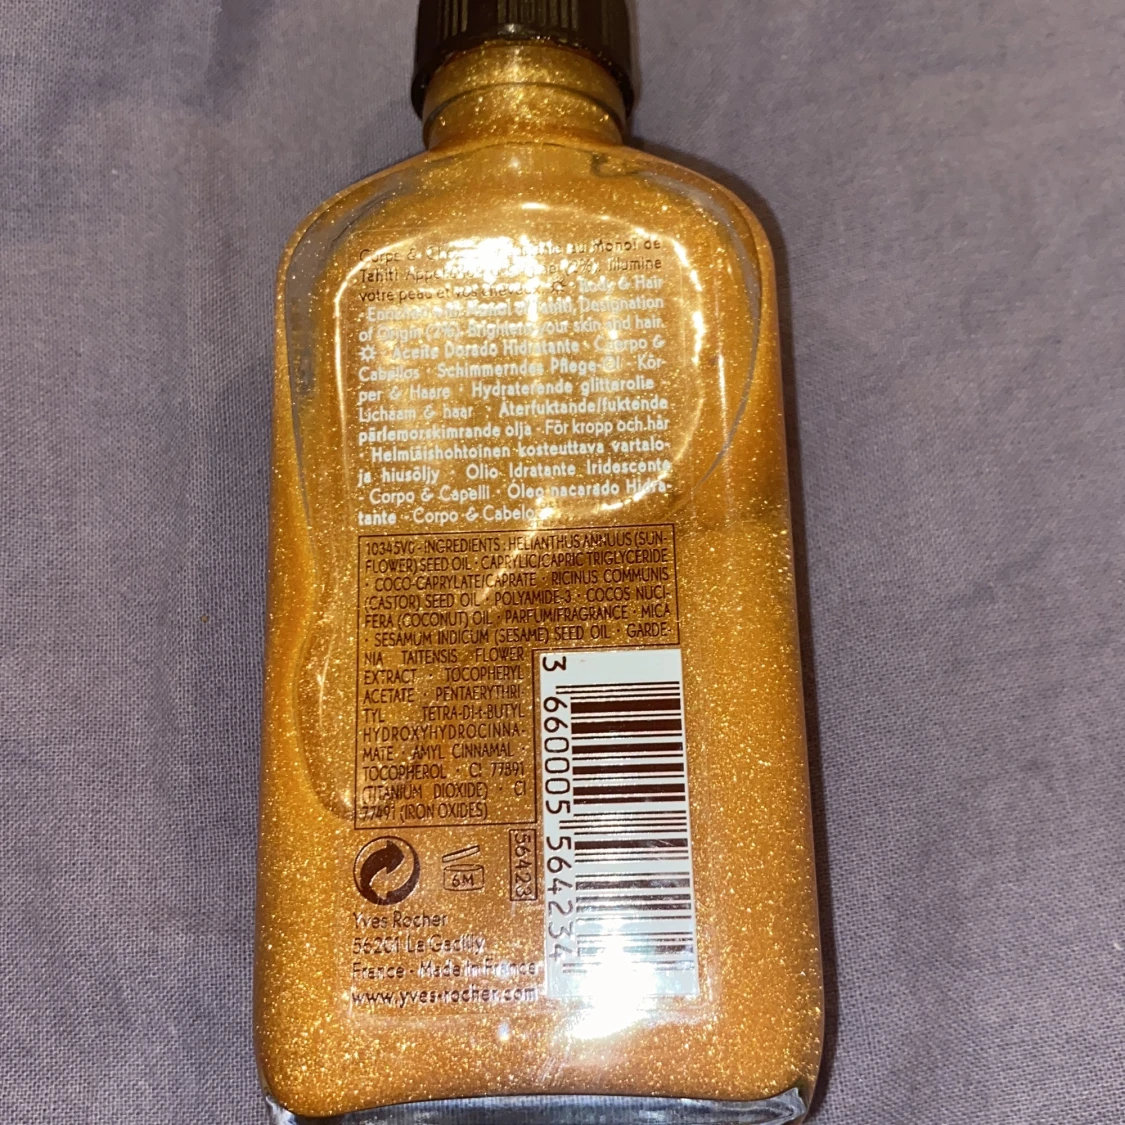 Corps & au Monoï de
Tahiti Appel (2%). Illumine
votre peau et vos cheveux. Body & Hair
· Enriched with Monoï of Tahiti, Designation
of Origin (2%). Brightens your skin and hair.
Aceite Dorado Hidratante · Cuerpo &
Cabellos · Schimmerndes Pflege-Öl · Kör-
per & Haare · Hydraterende glitterolie ·
Lichaam & haar · Återfuktande/fuktende
pärlemorskimrande olja · För kropp och hår
· Helmiäishohtoinen kosteuttava vartalo-
ja hiusöljy · Olio Idratante Iridescente
· Corpo & Capelli · Óleo nacarado Hidra-
tante · Corpo & Cabelo
10345V0 · INGREDIENTS : HELIANTHUS ANNUUS (SUN-
FLOWER) SEED OIL · CAPRYLIC/CAPRIC TRIGLYCERIDE
· COCO-CAPRYLATE/CAPRATE · RICINUS COMMUNIS
(CASTOR) SEED OIL · POLYAMIDE-3 · COCOS NUCI-
FERA (COCONUT) OIL · PARFUM/FRAGRANCE · MICA
· SESAMUM INDICUM (SESAME) SEED OIL · GARDE-
NIA TAITENSIS FLOWER
EXTRACT · TOCOPHERYL
ACETATE · PENTAERYTHRI-
TYL TETRA-DI-t-BUTYL
HYDROXYHYDROCINNA-
MATE · AMYL CINNAMAL ·
TOCOPHEROL · CI 77891
(TITANIUM DIOXIDE) · CI
77491 (IRON OXIDES)
6M
56423
3 660005 564234
Yves Rocher
56201 La Gacilly
France · Made in France
www.yves-rocher.com